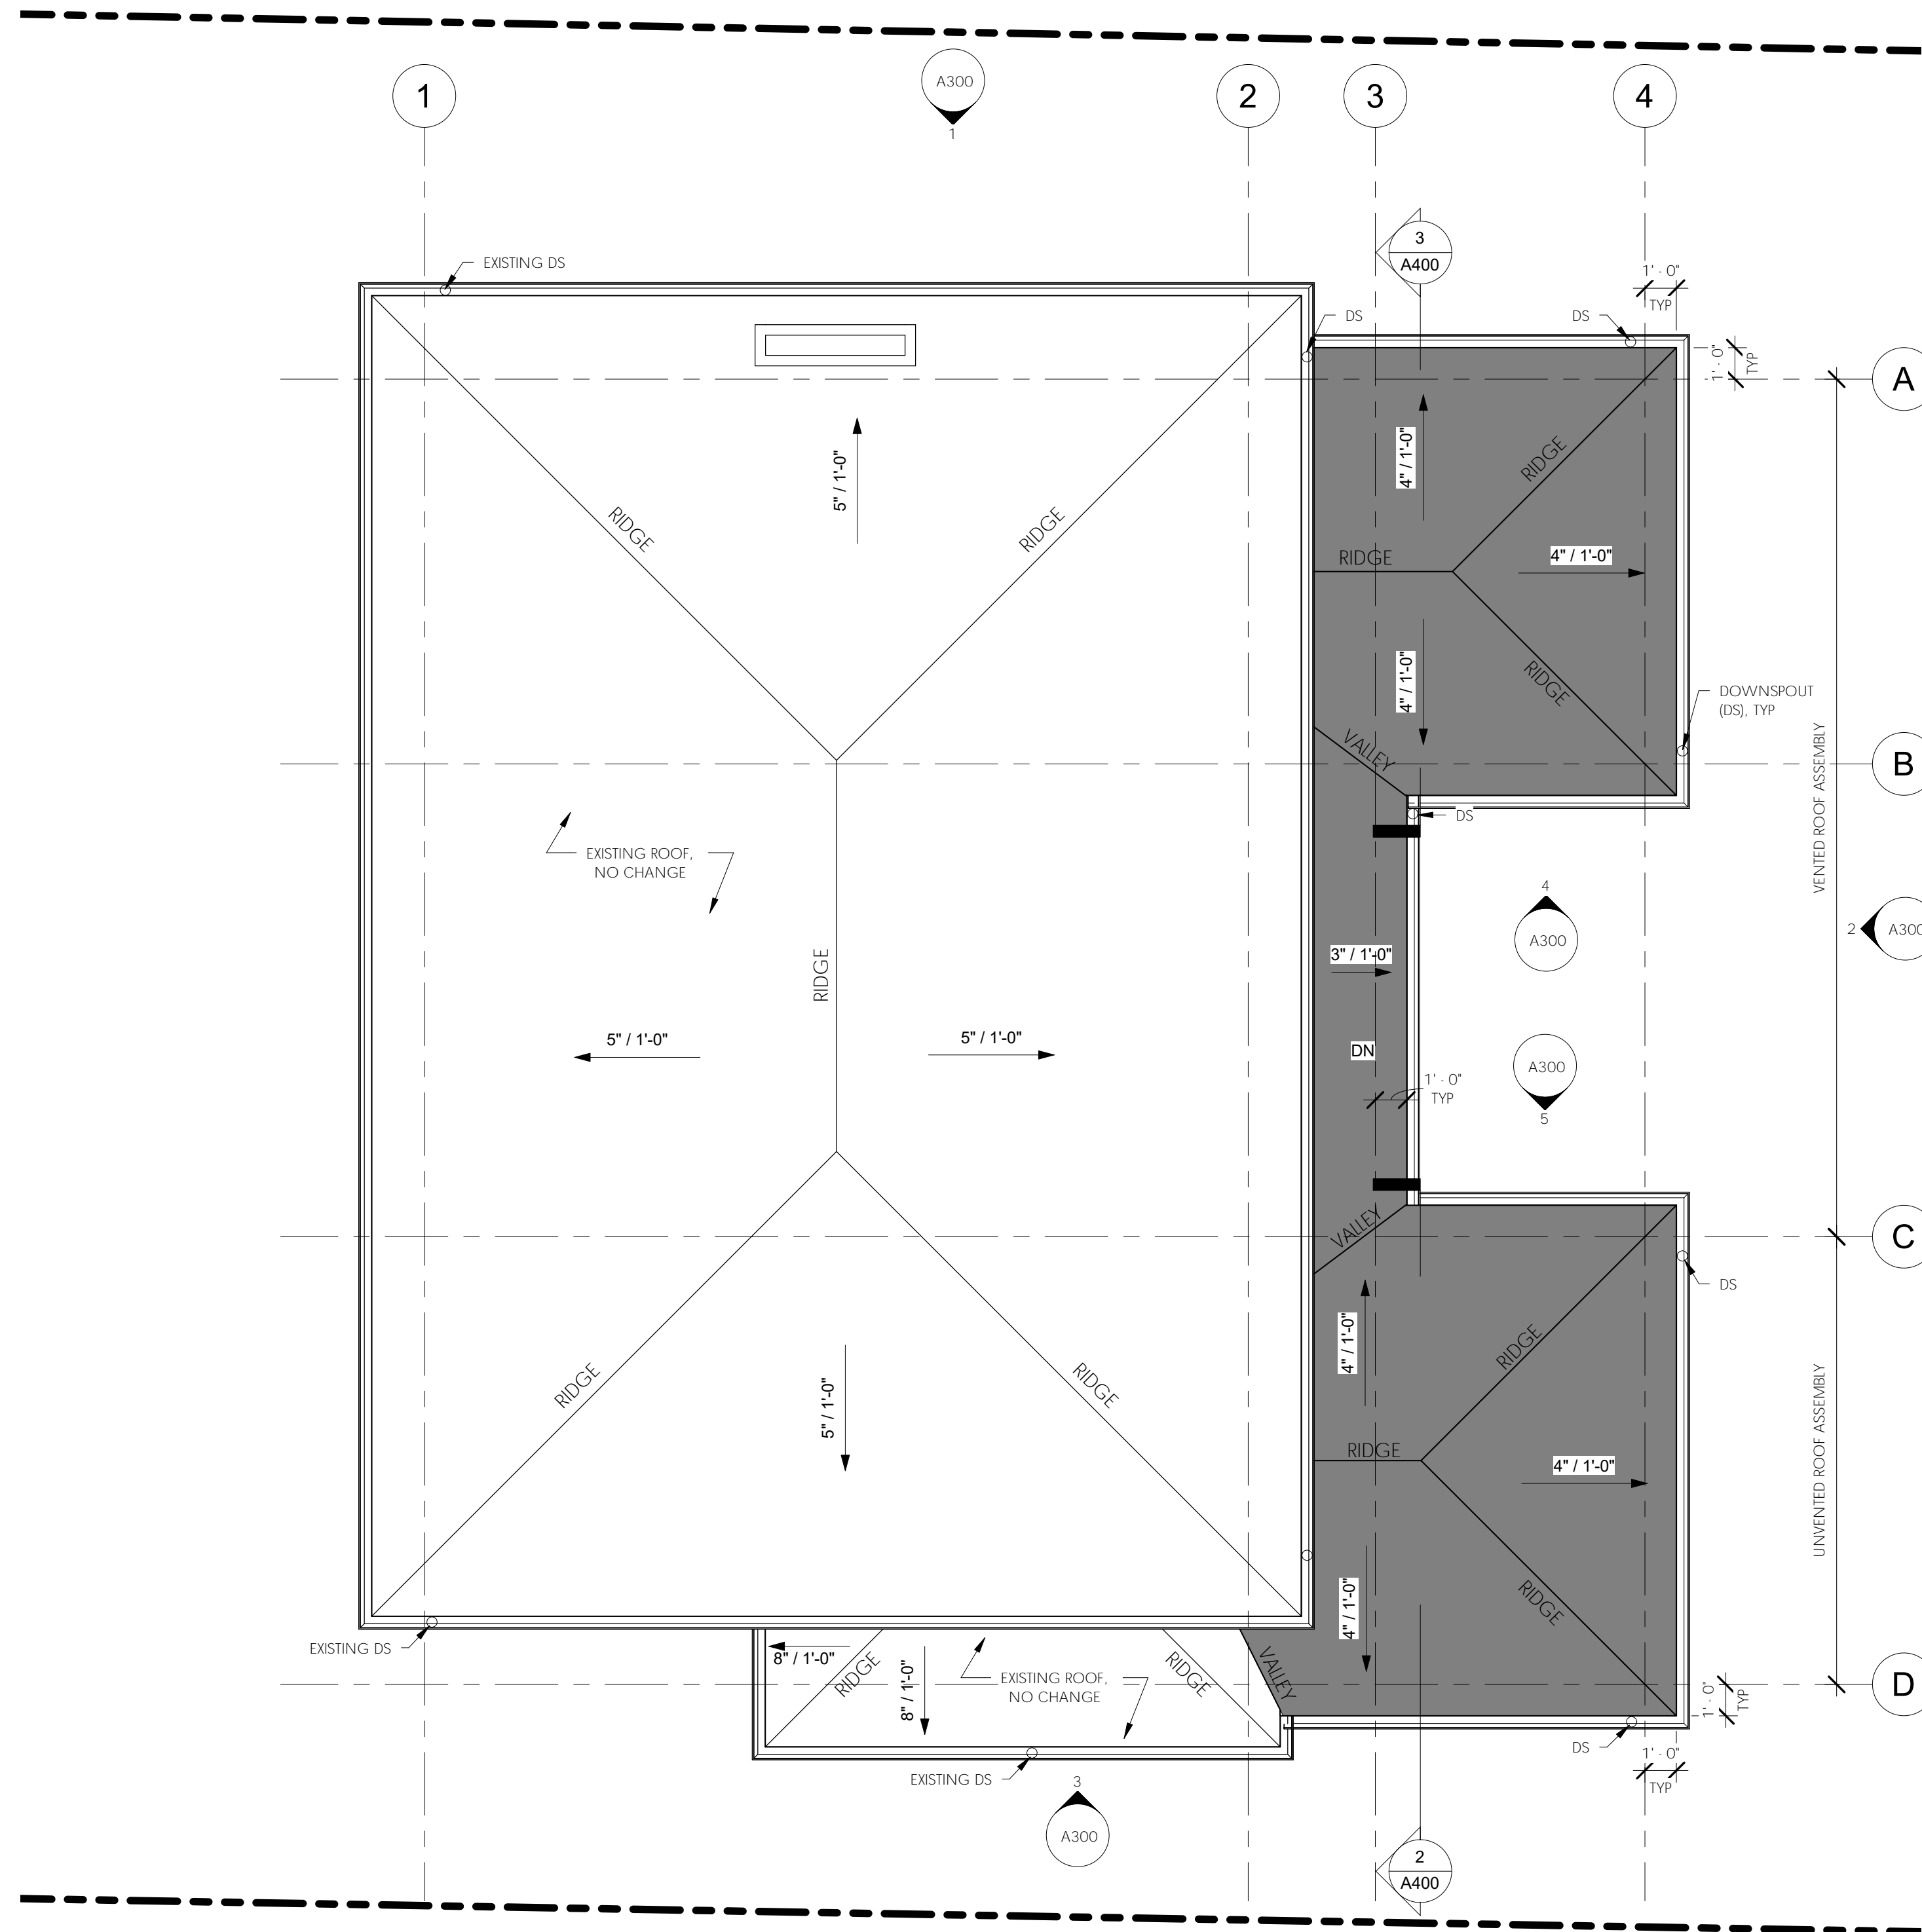 A300
1
1
2
3
4
3
A400
EXISTING DS
1' - 0"
TYP
DS
DS
1' - 0"
TYP
A
5" / 1'-0"
4" / 1'-0"
RIDGE
RIDGE
RIDGE
RIDGE
4" / 1'-0"
4" / 1'-0"
RIDGE
DOWNSPOUT
(DS), TYP
VALLEY
VENTED ROOF ASSEMBLY
B
DS
EXISTING ROOF,
NO CHANGE
4
A300
2
A300
RIDGE
3" / 1'-0"
5" / 1'-0"
5" / 1'-0"
DN
1' - 0"
TYP
A300
5
VALLEY
C
DS
4" / 1'-0"
RIDGE
RIDGE
RIDGE
5" / 1'-0"
RIDGE
4" / 1'-0"
UNVENTED ROOF ASSEMBLY
4" / 1'-0"
RIDGE
EXISTING DS
8" / 1'-0"
RIDGE
8" / 1'-0"
EXISTING ROOF,
NO CHANGE
RIDGE
VALLEY
1' - 0"
TYP
D
DS
1' - 0"
TYP
EXISTING DS
3
A300
2
A400